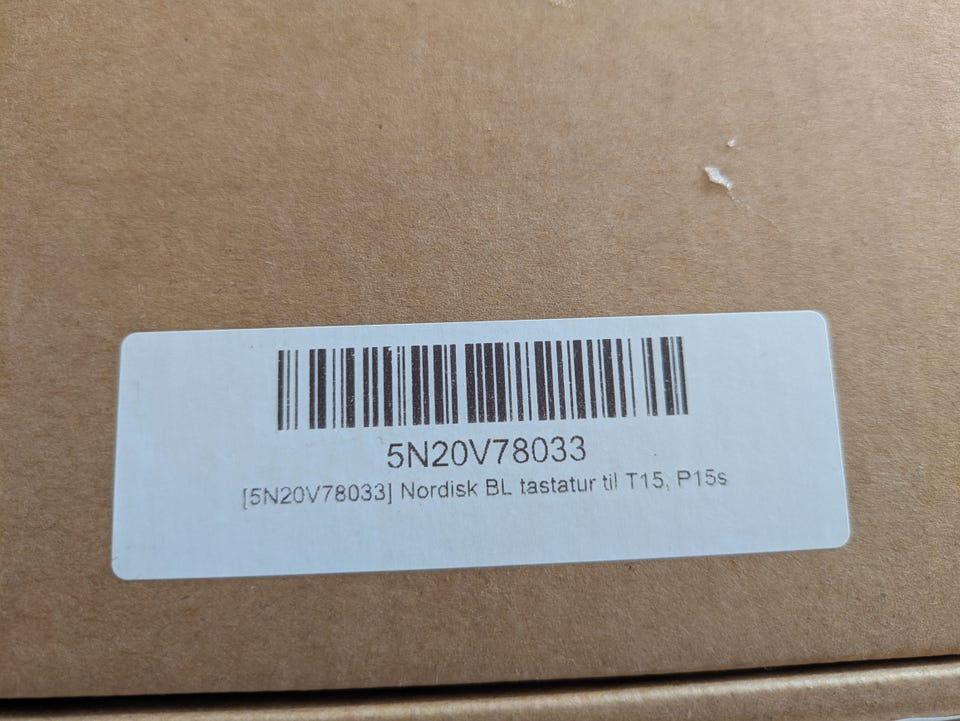 5N20V78033
[5N20V78033] Nordisk BL tastatur til T15, P15s